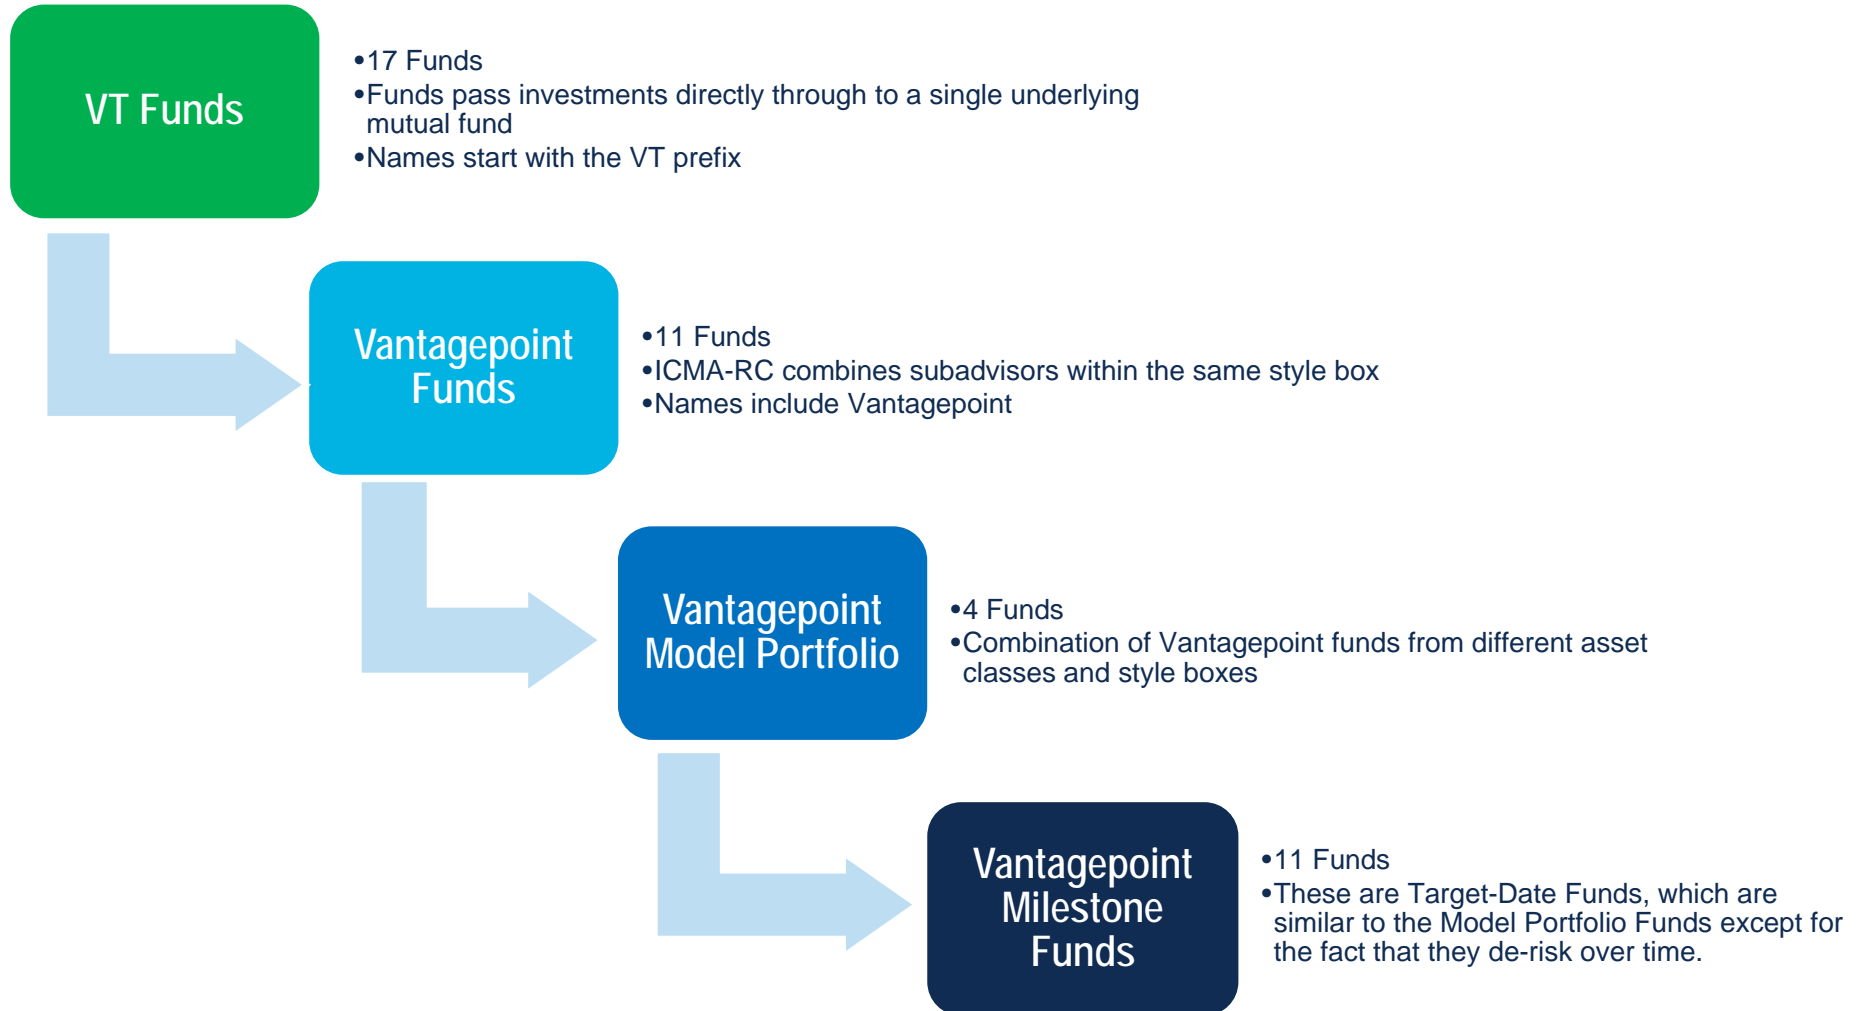 VT Funds
•17 Funds
•Funds pass investments directly through to a single underlying
mutual fund
•Names start with the VT prefix
Vantagepoint
Funds
•11 Funds
•ICMA-RC combines subadvisors within the same style box
•Names include Vantagepoint
Vantagepoint
Model Portfolio
•4 Funds
•Combination of Vantagepoint funds from different asset
classes and style boxes
Vantagepoint
Milestone
Funds
•11 Funds
•These are Target-Date Funds, which are
similar to the Model Portfolio Funds except for
the fact that they de-risk over time.